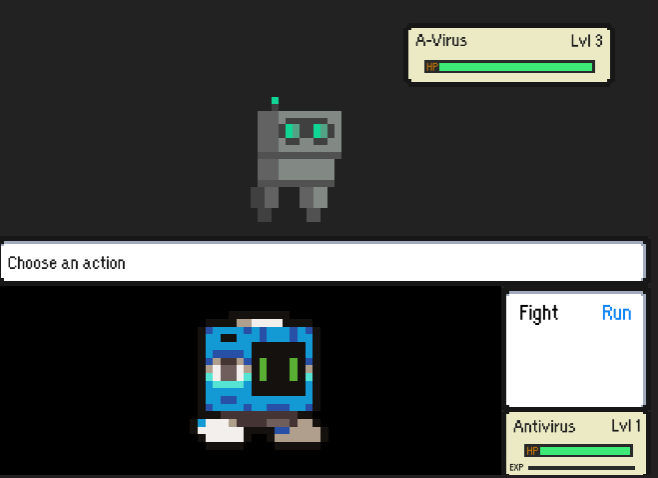 A-Virus Lvl 3
HP
Choose an action
Fight Run
Antivirus Lvl 1
HP
EXP